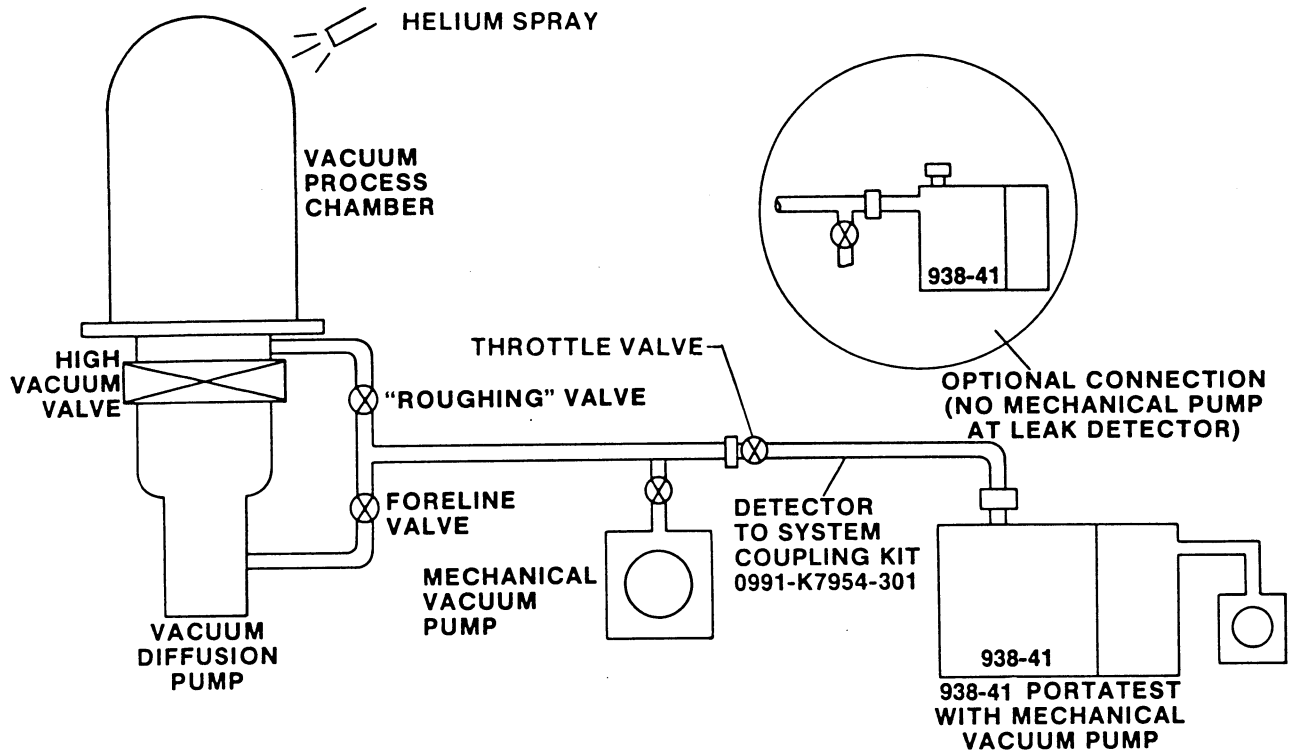 HELIUM SPRAY
VACUUM
PROCESS
CHAMBER
938-41
HIGH
VACUUM
VALVE
THROTTLE VALVE
"ROUGHING" VALVE
OPTIONAL CONNECTION
(NO MECHANICAL PUMP
AT LEAK DETECTOR)
FORELINE
VALVE
DETECTOR
TO SYSTEM
COUPLING KIT
0991-K7954-301
MECHANICAL
VACUUM
PUMP
VACUUM
DIFFUSION
PUMP
938-41
938-41 PORTATEST
WITH MECHANICAL
VACUUM PUMP